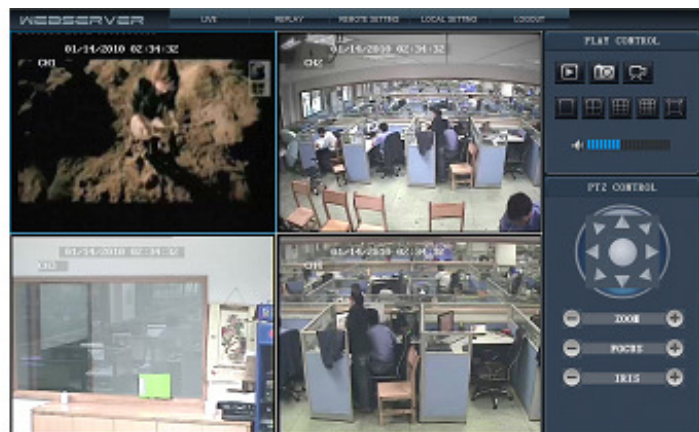 WEBSERVER
LIVE
REPLAY
REMOTE SETTING
LOCAL SETTING
LOGOUT
01/14/2010 02:34:32
CH1
01/14/2010 02:34:32
CH2
01/14/2010 02:34:32
01/14/2010 02:34:32
PLAY CONTROL
PTZ CONTROL
ZOOM
FOCUS
IRIS